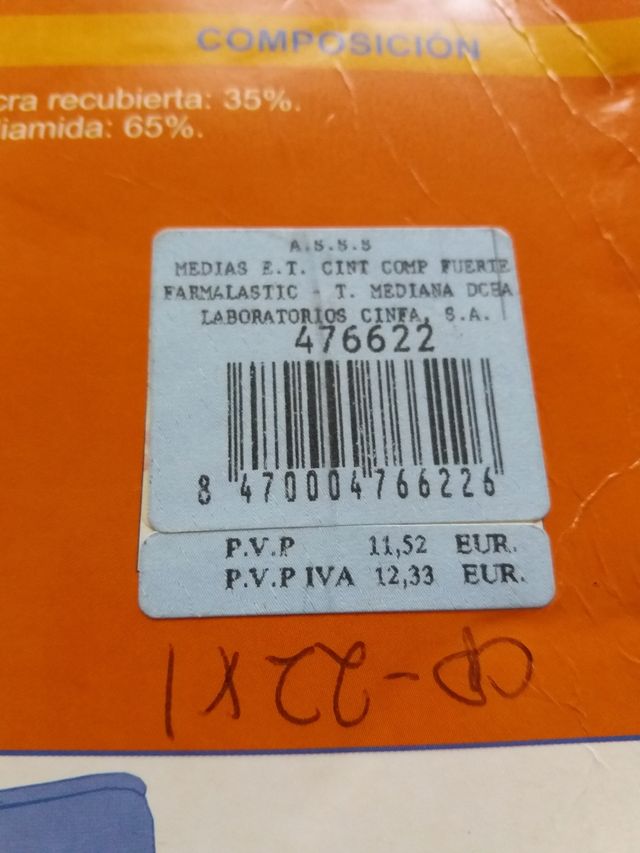 COMPOSICIÓN
cra recubierta: 35%.
liamida: 65%.
A.S.S.S
MEDIAS E.T. CINT COMP FUERTE
FARMALASTIC - T. MEDIANA DCHA
LABORATORIOS CINFA, S.A.
476622
8 470004 766226
P.V.P 11,52 EUR.
P.V.P IVA 12,33 EUR.